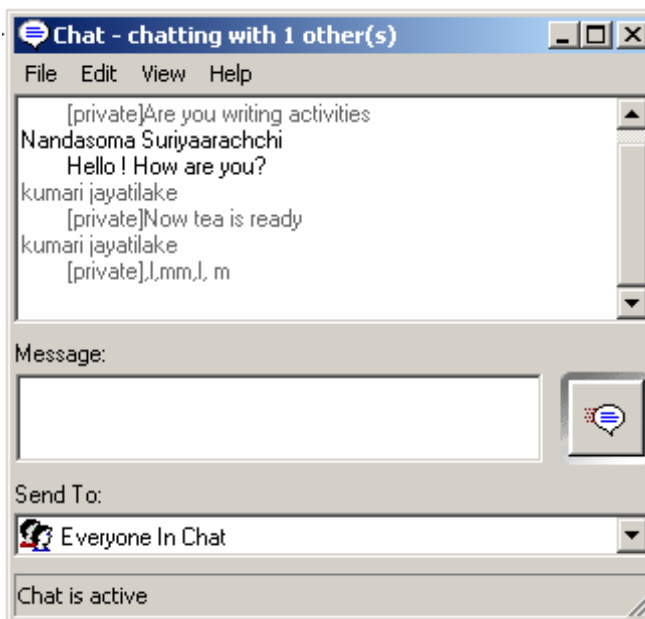 Chat - chatting with 1 other(s)
File Edit View Help
[private]Are you writing activities
Nandasoma Suriyaarachchi
Hello ! How are you?
kumari jayatilake
[private]Now tea is ready
kumari jayatilake
[private],l,mm,l, m
Message:
Send To:
Everyone In Chat
Chat is active